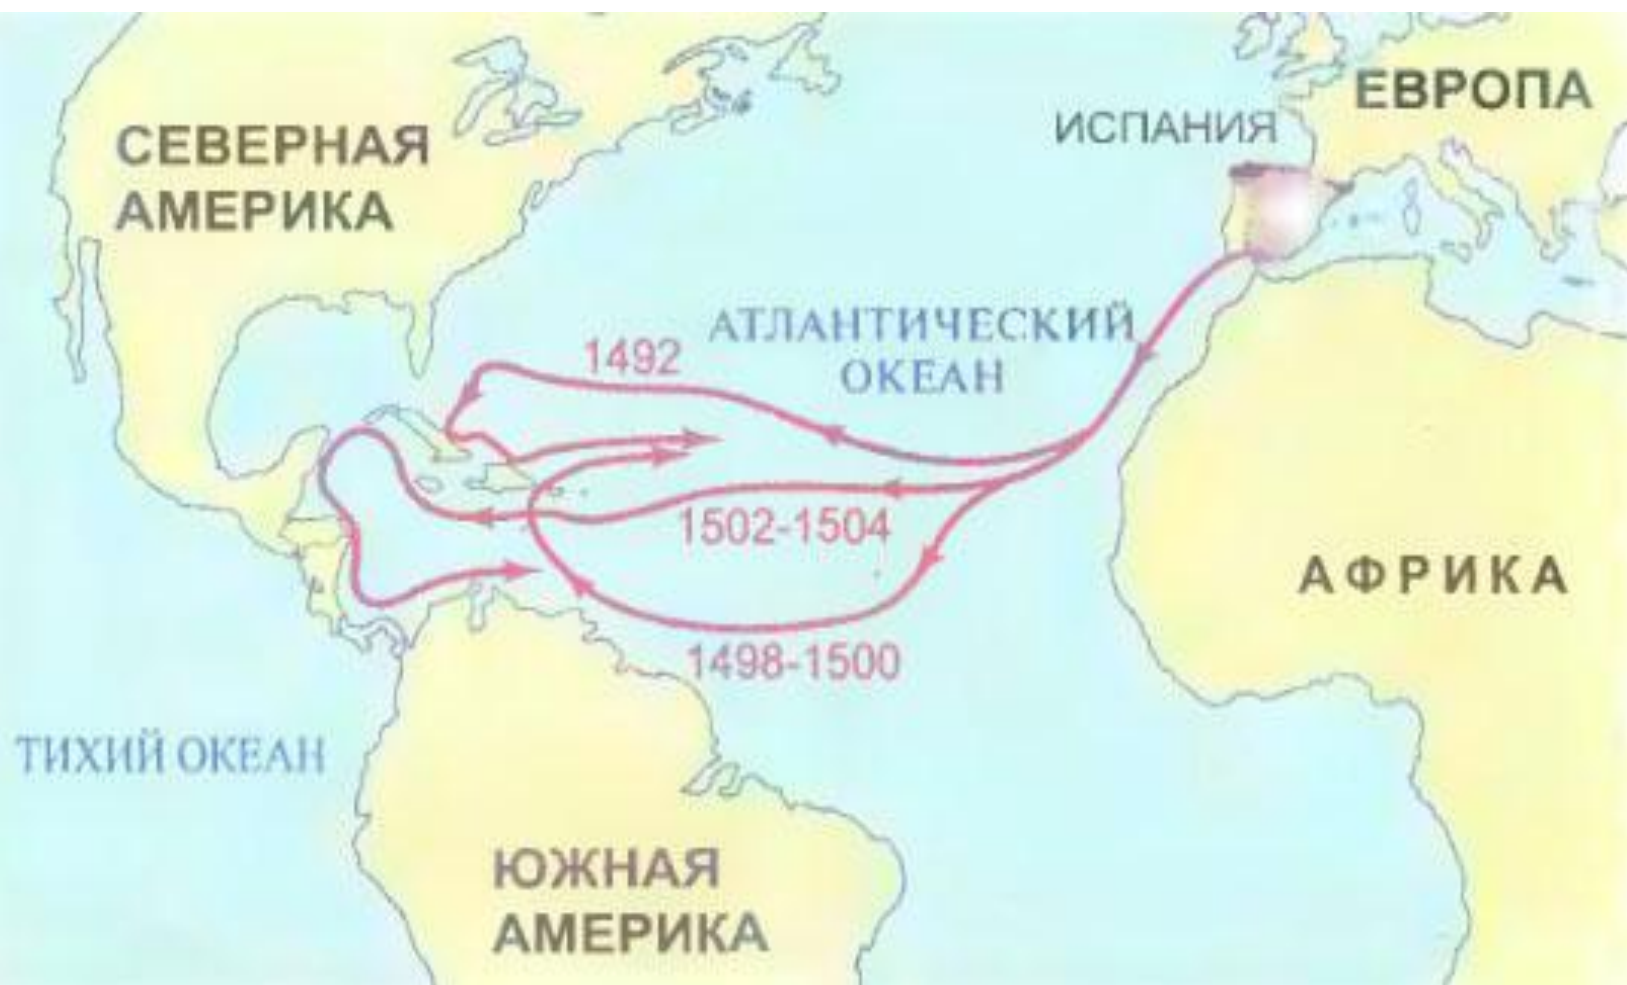 ЕВРОПА
ИСПАНИЯ
СЕВЕРНАЯ
АМЕРИКА
АТЛАНТИЧЕСКИЙ
ОКЕАН
1492
1502-1504
АФРИКА
1498-1500
ТИХИЙ ОКЕАН
ЮЖНАЯ
АМЕРИКА